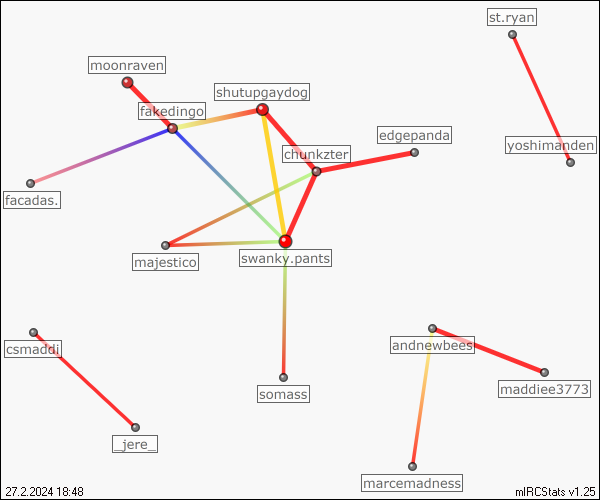 st.ryan
moonraven
shutupgaydog
fakedingo
edgepanda
yoshimanden
chunkzter
facadas.
swanky.pants
majestico
andnewbees
csmaddi
maddiee3773
somass
_jere_
marcemadness
27.2.2024 18:48
mIRCStats v1.25